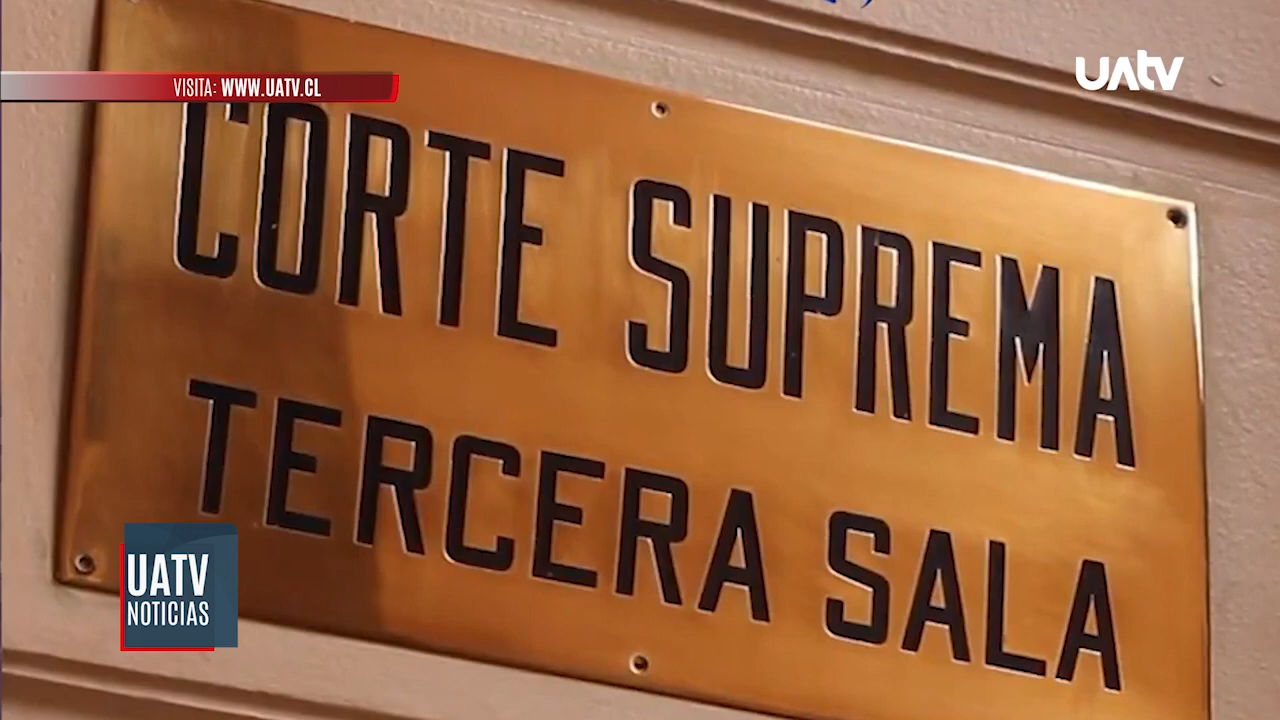 VISITA: WWW.UATV.CL
UATV
CORTE SUPREMA
TERCERA SALA
UATV
NOTICIAS